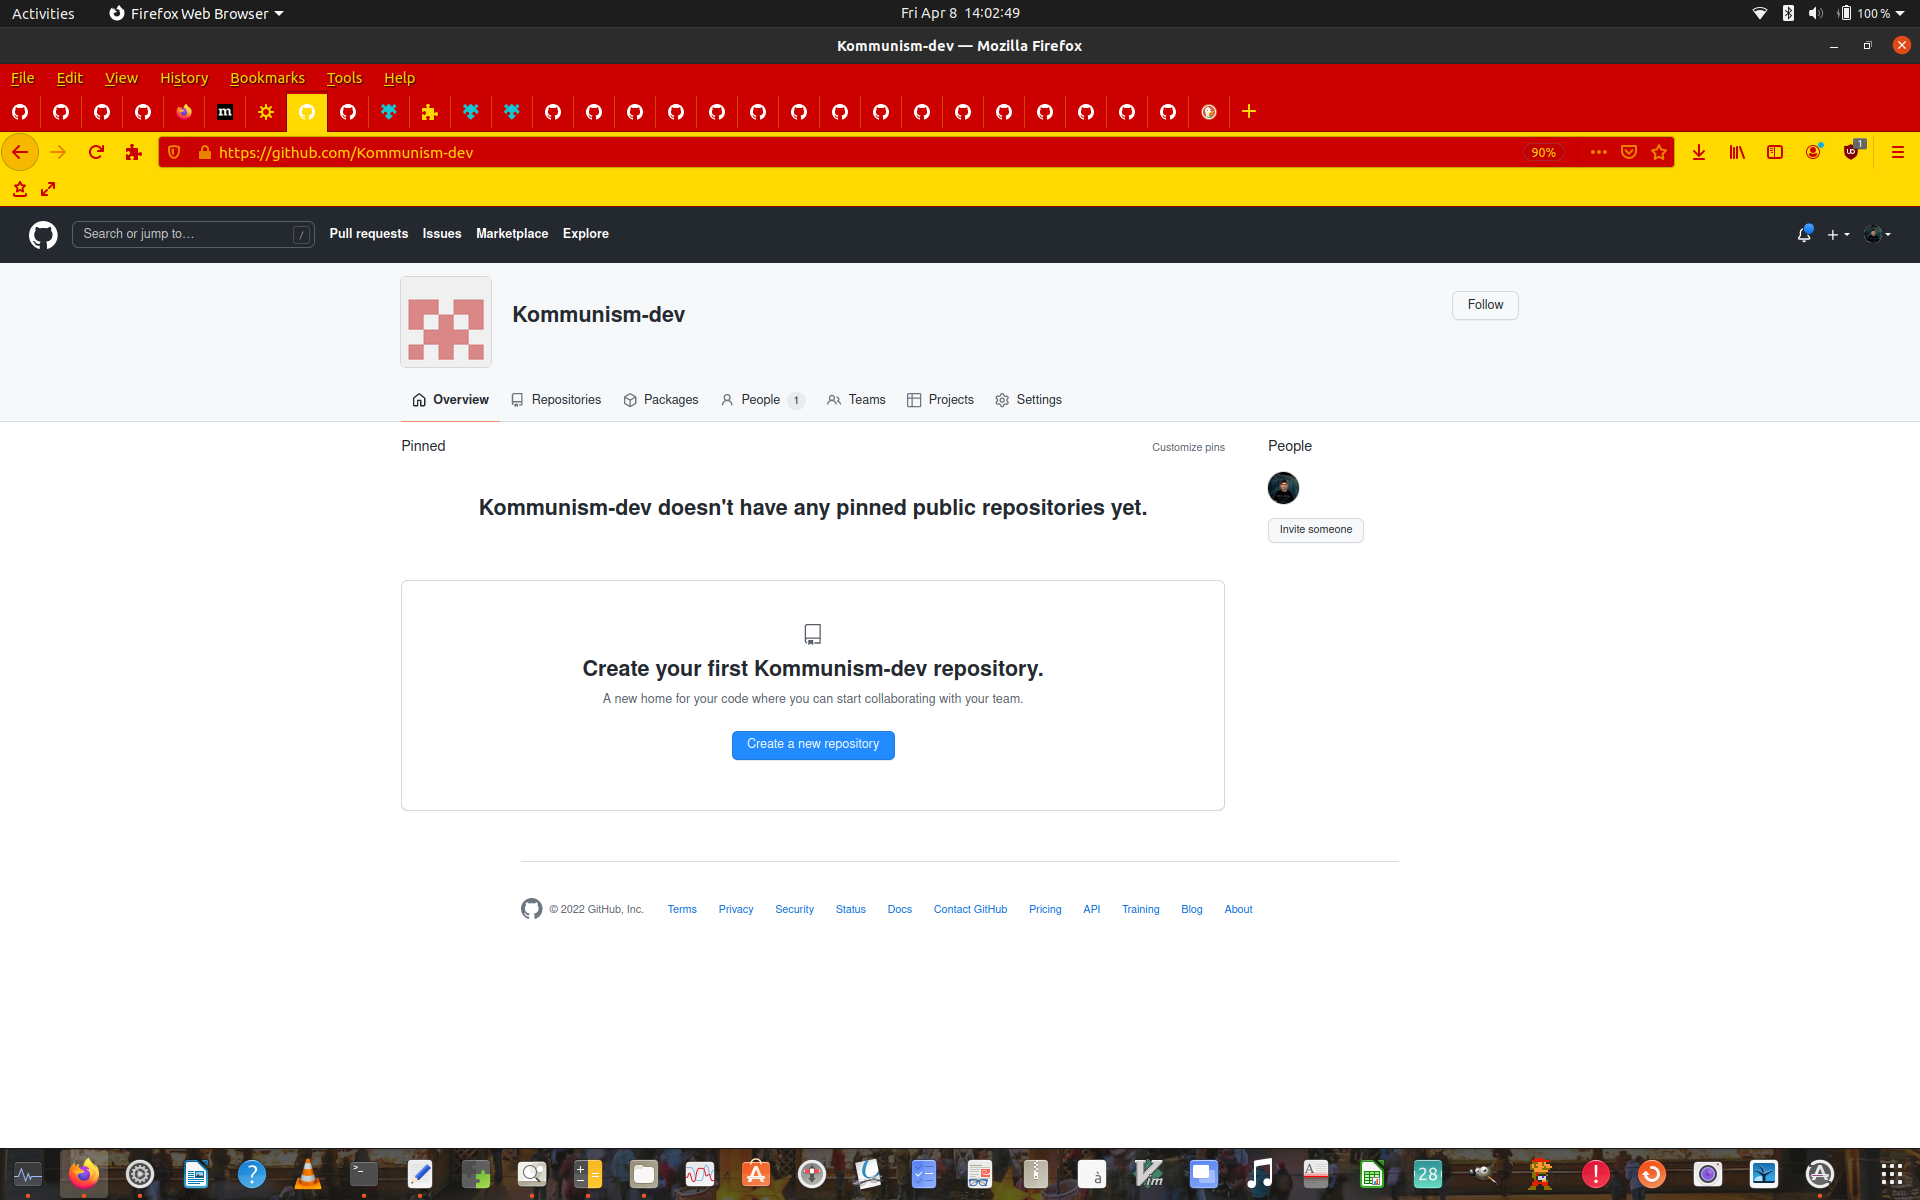 Activities Firefox Web Browser Fri Apr 8 14:02:49 100 %
Kommunism-dev — Mozilla Firefox
File Edit View History Bookmarks Tools Help
m
https://github.com/Kommunism-dev 90% 1
Search or jump to… / Pull requests Issues Marketplace Explore
Kommunism-dev
Follow
Overview Repositories Packages People 1 Teams Projects Settings
Pinned Customize pins People
Kommunism-dev doesn't have any pinned public repositories yet.
Invite someone
Create your first Kommunism-dev repository.
A new home for your code where you can start collaborating with your team.
Create a new repository
© 2022 GitHub, Inc. Terms Privacy Security Status Docs Contact GitHub Pricing API Training Blog About
? >_ à Vim A 28 !